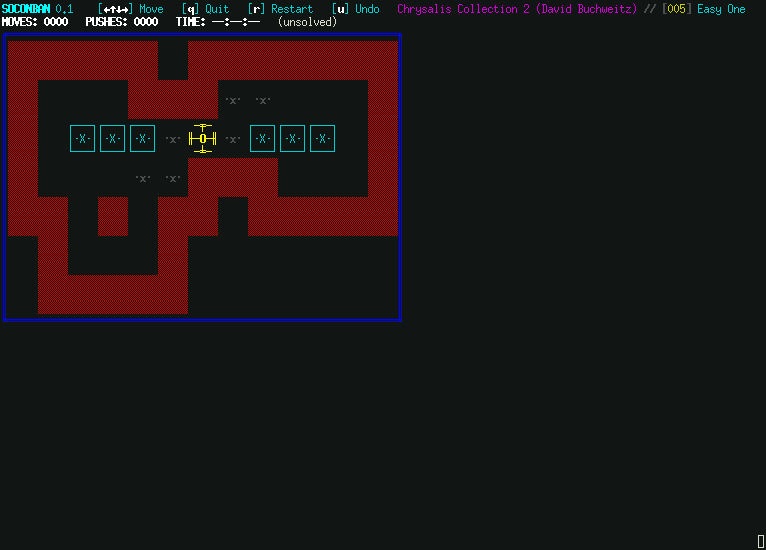 SOCONBAN 0.1 [←↑↓→] Move [q] Quit [r] Restart [u] Undo Chrysalis Collection 2 (David Buchweitz) // [005] Easy One
MOVES: 0000 PUSHES: 0000 TIME: --:--:-- (unsolved)
·x· ·x·
·X· ·X· ·X· ·x· ╫─O─╫ ·x· ·X· ·X· ·X·
·x· ·x·